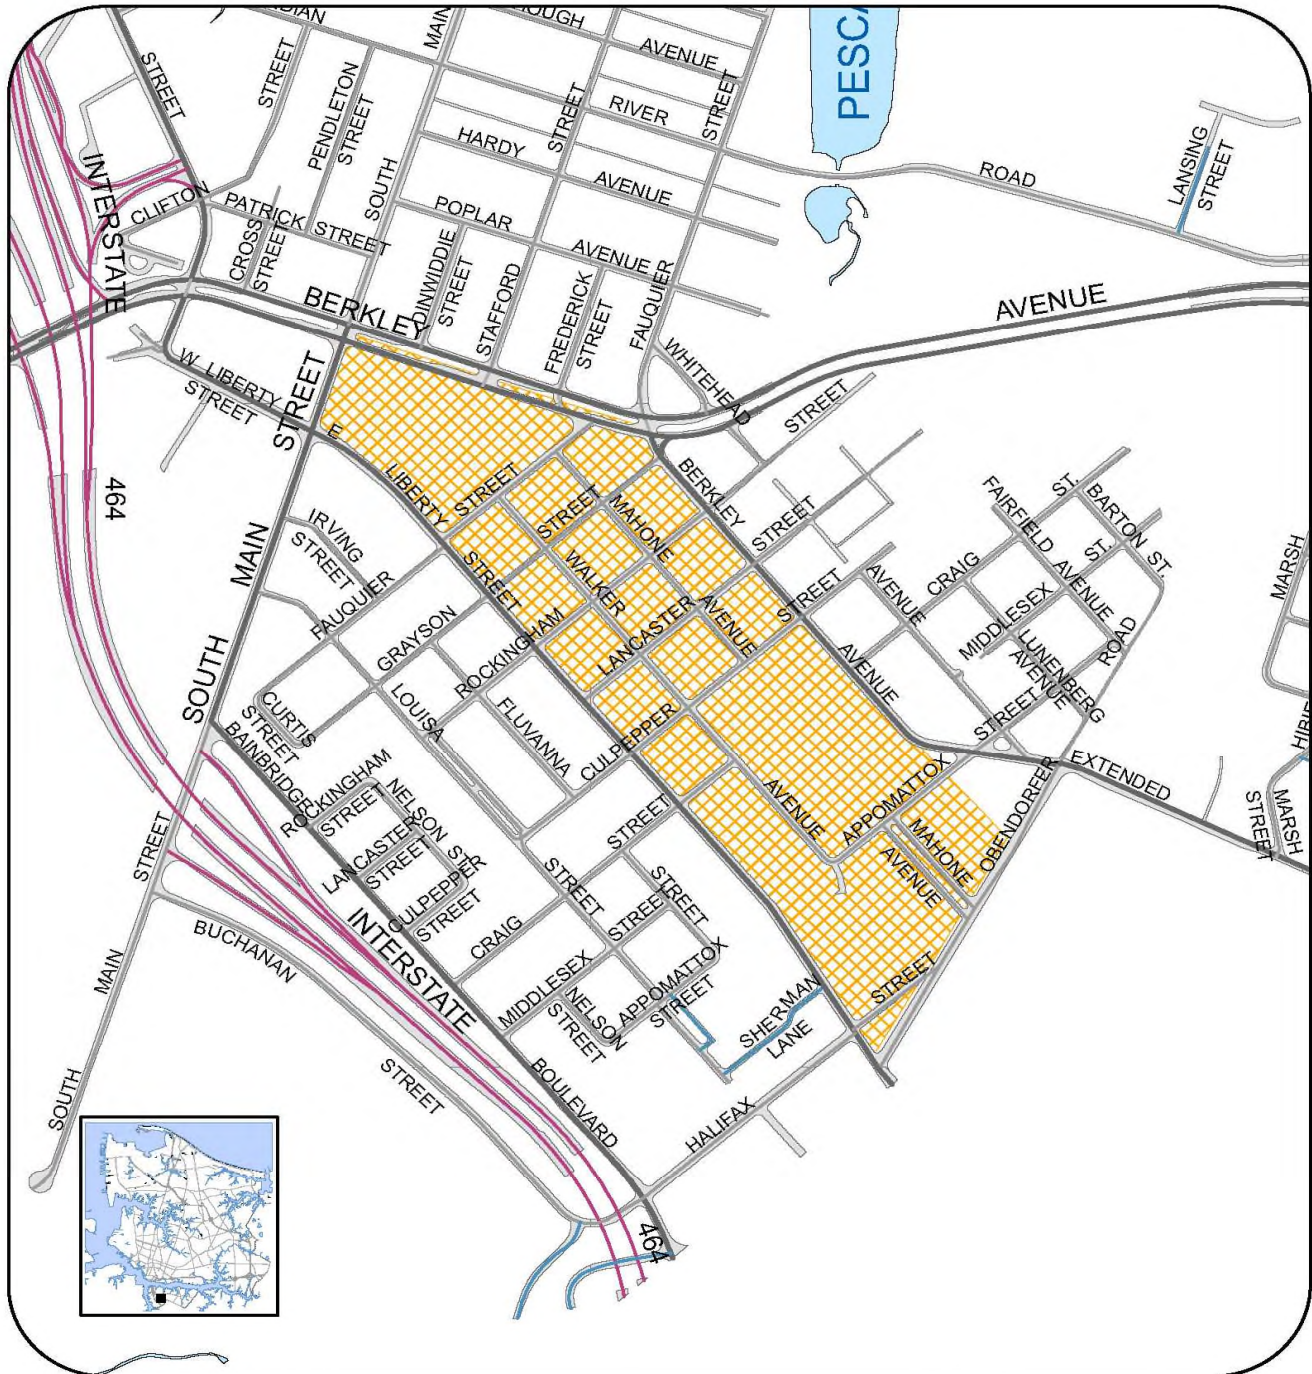 AVENUE
MAIN
STREET
STREET
PENDLETON
STREET
STREET
STREET
RIVER
PESCA
HARDY
AVENUE
ROAD
LANSING
STREET
INTERSTATE
CLIFTON
PATRICK
STREET
CROSS
STREET
SOUTH
POPLAR
AVENUE
DINWIDDIE
STREET
STAFFORD
FREDERICK
STREET
FAUQUIER
BERKLEY
AVENUE
WHITEHEAD
STREET
W LIBERTY
STREET
STREET
E
LIBERTY
STREET
STREET
STREET
MAHONE
AVENUE
BERKLEY
AVENUE
STREET
STREET
464
MAIN
SOUTH
IRVING
STREET
FAUQUIER
GRAYSON
ROCKINGHAM
WALKER
AVENUE
LANCASTER
CULPEPPER
AVENUE
CRAIG
ST.
FAIRFIELD
AVENUE
BARTON ST.
MIDDLESEX
ST.
LUNENBERG
AVENUE
ROAD
STREET
MARSH
CURTIS
STREET
LOUISA
STREET
FLUVANNA
BAINBRIDGE
BOULEVARD
ROCKINGHAM
STREET
NELSON STR
LANCASTER
STREET
CULPEPPER
STREET
STREET
APPOMATTOX
MAHONE
AVENUE
OBENDORFER
EXTENDED
MARSH
STREET
STREET
MAIN
SOUTH
BUCHANAN
STREET
INTERSTATE
464
CRAIG
STREET
STREET
MIDDLESEX
NELSON
STREET
APPOMATTOX
STREET
SHERMAN
LANE
STREET
HALIFAX